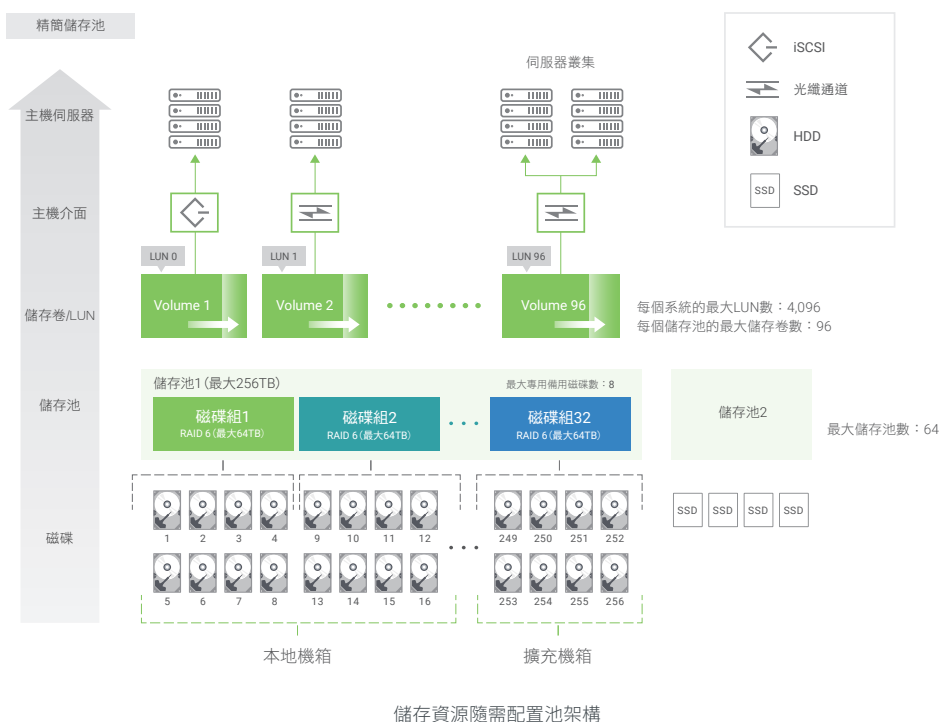 精簡儲存池
主機伺服器
主機介面
儲存卷/LUN
儲存池
磁碟
伺服器叢集
iSCSI
光纖通道
HDD
SSD
SSD
LUN 0
LUN 1
LUN 96
Volume 1
Volume 2
Volume 96
每個系統的最大LUN數：4,096
每個儲存池的最大儲存卷數：96
儲存池1（最大256TB）
最大專用備用磁碟數：8
磁碟組1
RAID 6（最大64TB）
磁碟組2
RAID 6（最大64TB）
磁碟組32
RAID 6（最大64TB）
儲存池2
最大儲存池數：64
1 2 3 4 9 10 11 12 249 250 251 252
SSD SSD SSD SSD
5 6 7 8 13 14 15 16 253 254 255 256
本地機箱
擴充機箱
儲存資源隨需配置池架構